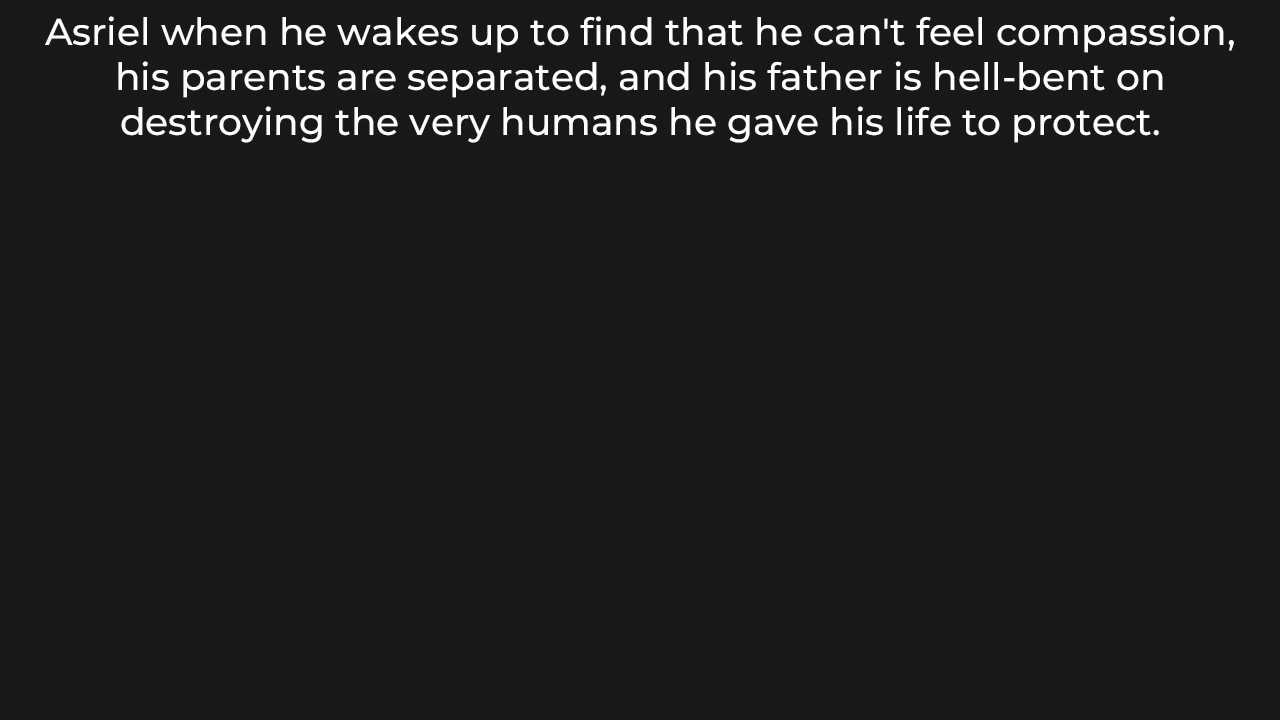 Asriel when he wakes up to find that he can't feel compassion,
his parents are separated, and his father is hell-bent on
destroying the very humans he gave his life to protect.